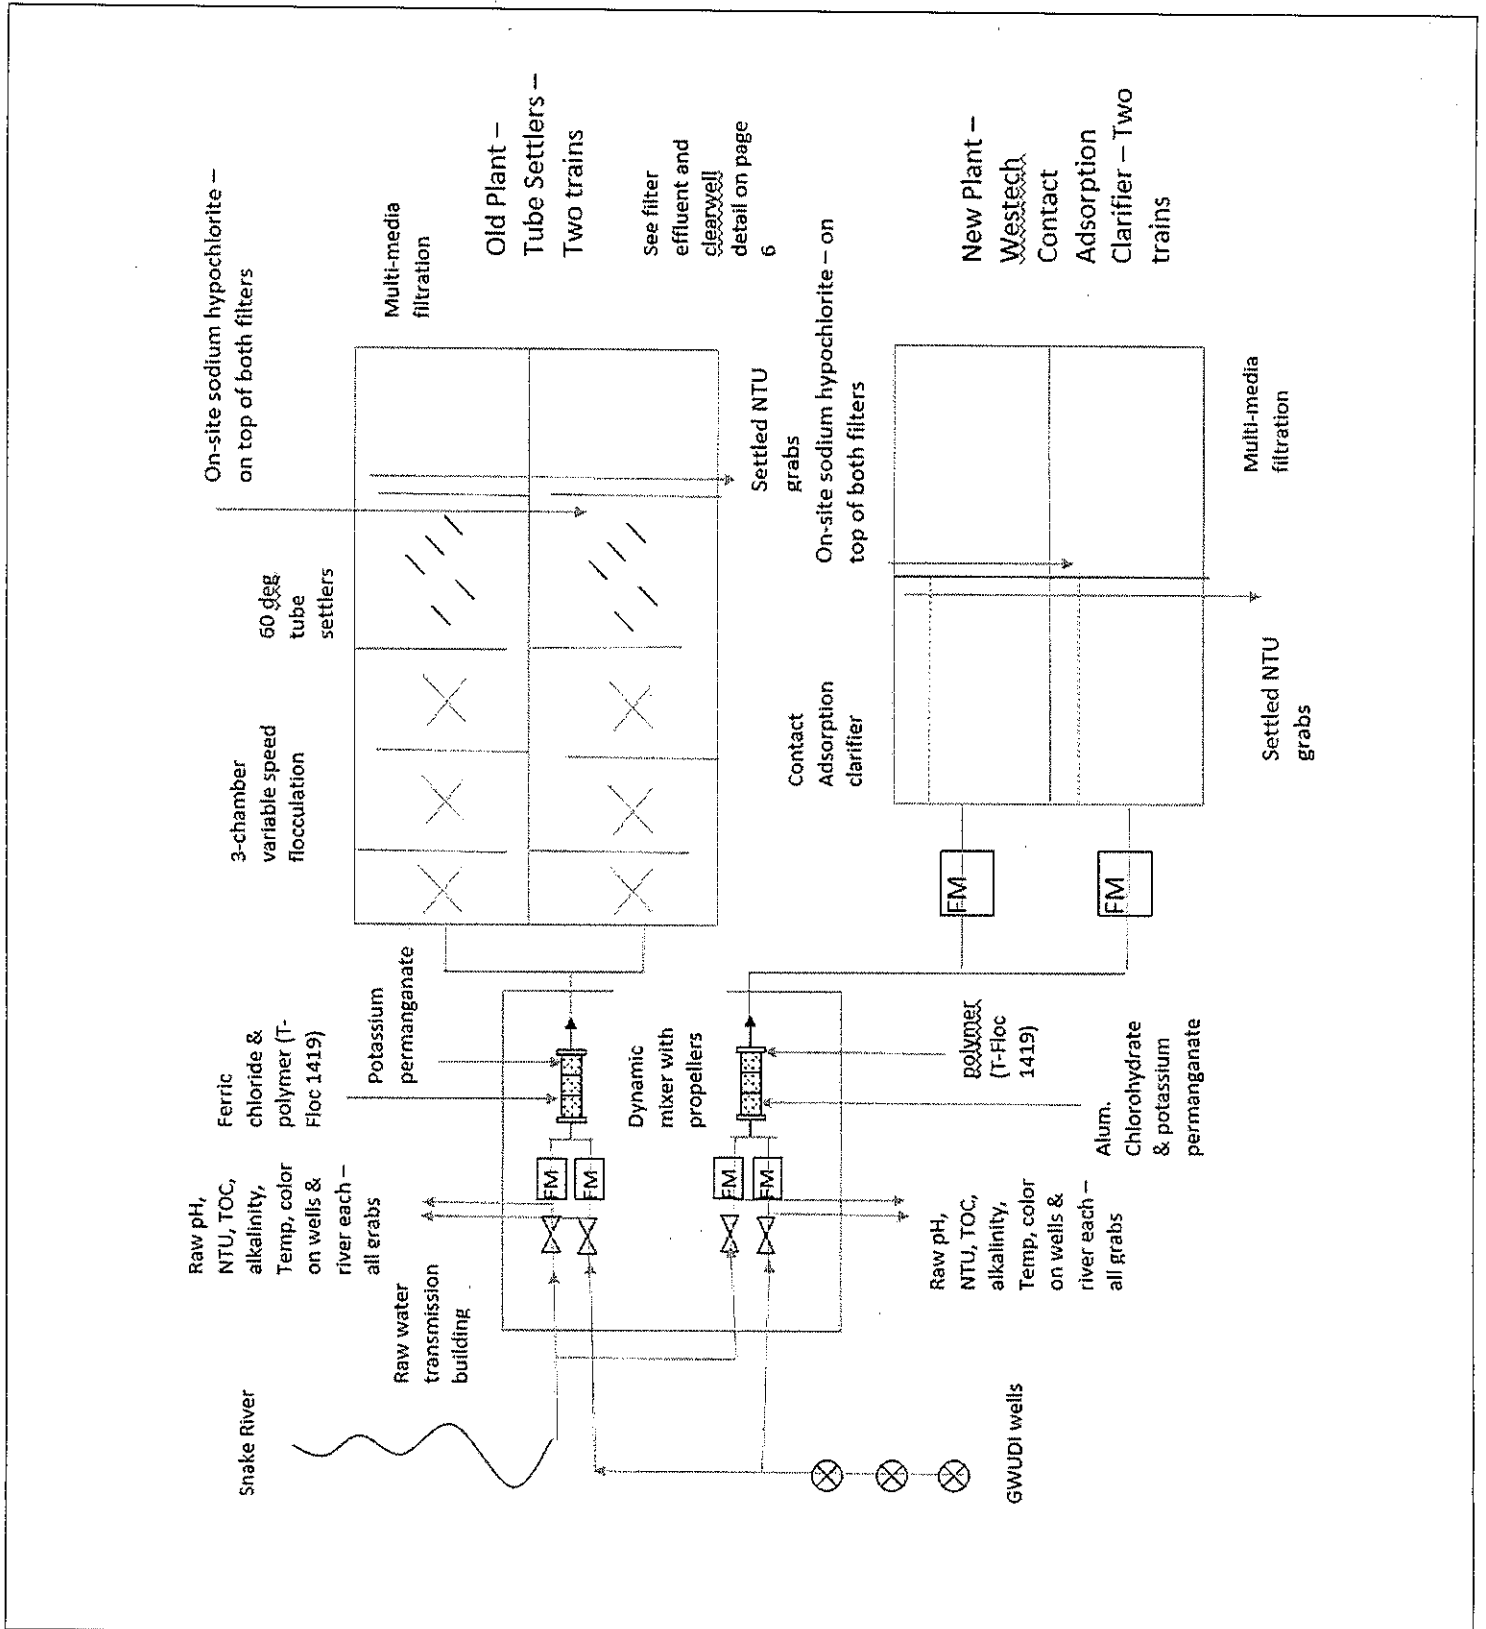 Snake River
GWUDI wells
Raw water
transmission
building
Raw pH,
NTU, TOC,
alkalinity,
Temp, color
on wells &
river each –
all grabs
Raw pH,
NTU, TOC,
alkalinity,
Temp, color
on wells &
river each –
all grabs
FM
FM
FM
FM
Ferric
chloride &
polymer (T-
Floc 1419)
Potassium
permanganate
Dynamic
mixer with
propellers
polymer
(T-Floc
1419)
Alum.
Chlorohydrate
& potassium
permanganate
FM
FM
3-chamber
variable speed
flocculation
60 deg
tube
settlers
On-site sodium hypochlorite –
on top of both filters
Multi-media
filtration
Settled NTU
grabs
Old Plant –
Tube Settlers –
Two trains
See filter
effluent and
clearwell
detail on page
6
Contact
Adsorption
clarifier
On-site sodium hypochlorite – on
top of both filters
Settled NTU
grabs
Multi-media
filtration
New Plant –
Westech
Contact
Adsorption
Clarifier – Two
trains